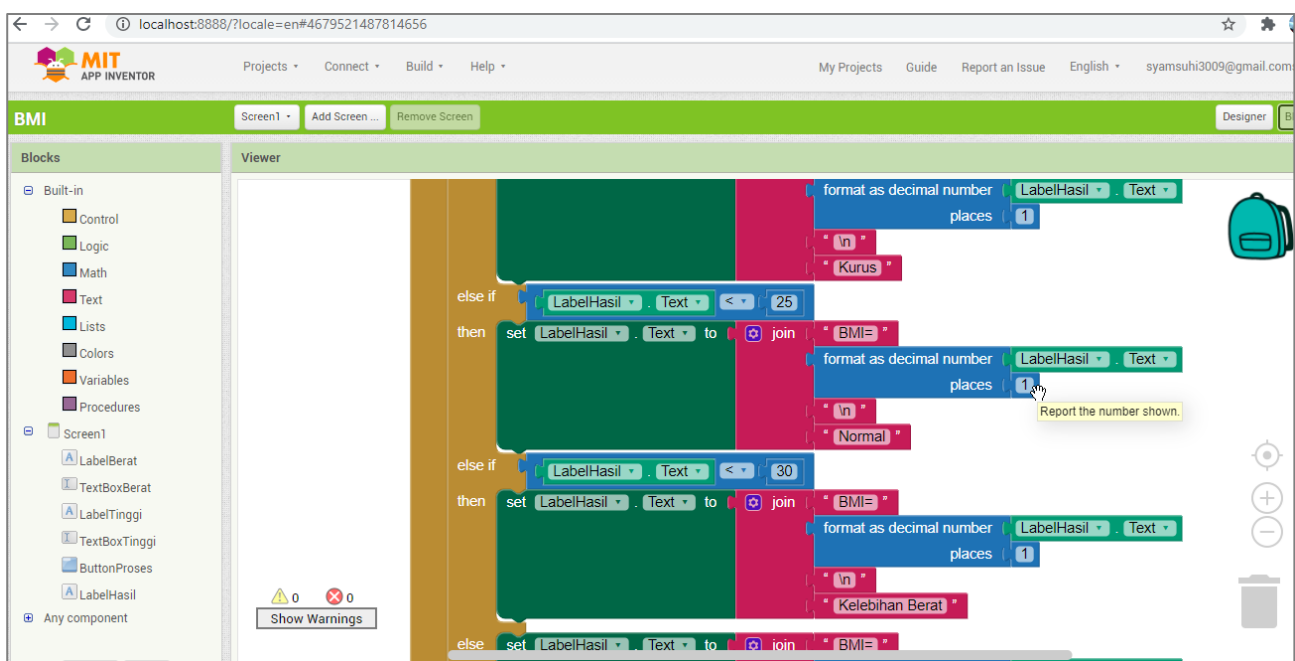 localhost:8888/?locale=en#4679521487814656
MIT
APP INVENTOR
Projects
Connect
Build
Help
My Projects
Guide
Report an Issue
English
syamsuhi3009@gmail.com
BMI
Screen1
Add Screen ...
Remove Screen
Designer
Blocks
Viewer
Built-in
Control
Logic
Math
Text
Lists
Colors
Variables
Procedures
Screen1
LabelBerat
TextBoxBerat
LabelTinggi
TextBoxTinggi
ButtonProses
LabelHasil
Any component
format as decimal number LabelHasil . Text
places 1
" \n "
" Kurus "
else if LabelHasil . Text < 25
then set LabelHasil . Text to join " BMI= "
format as decimal number LabelHasil . Text
places 1
Report the number shown.
" \n "
" Normal "
else if LabelHasil . Text < 30
then set LabelHasil . Text to join " BMI= "
format as decimal number LabelHasil . Text
places 1
" \n "
" Kelebihan Berat "
else set LabelHasil . Text to join " BMI= "
0 0
Show Warnings